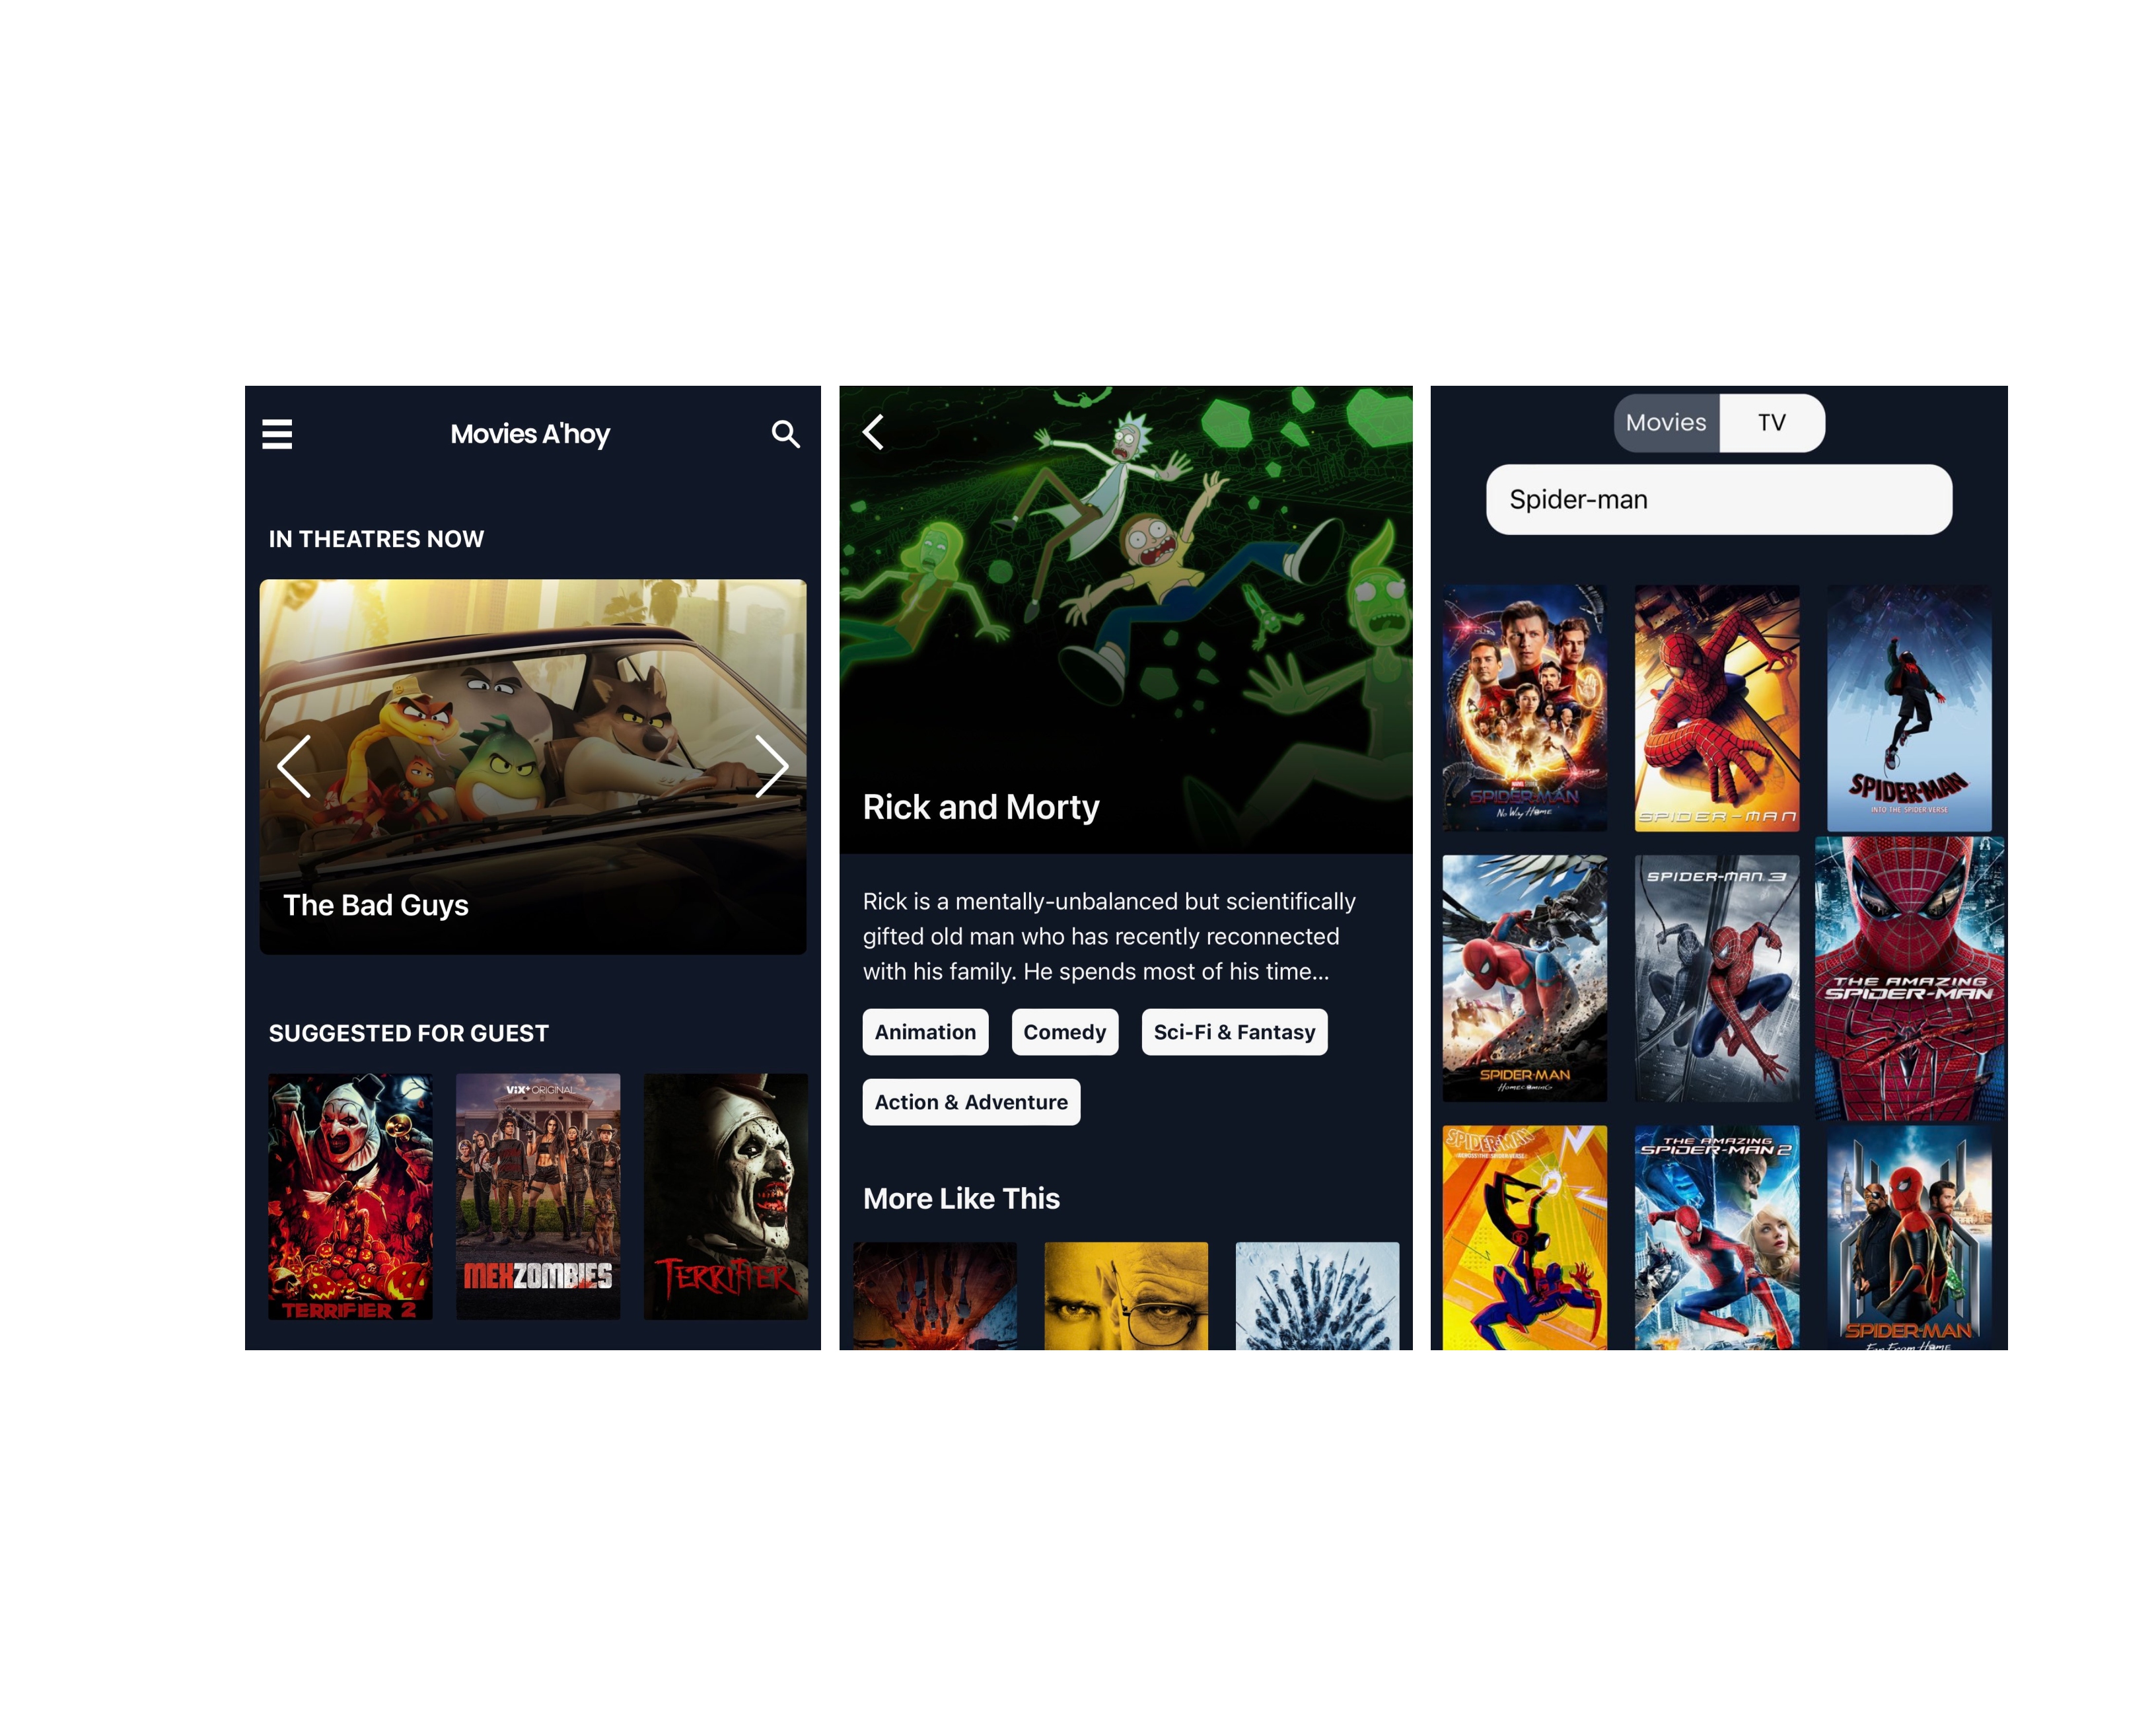 Movies A'hoy
IN THEATRES NOW
The Bad Guys
SUGGESTED FOR GUEST
TERRIFIER 2
ViX+ ORIGINAL
MEXZOMBIES
TERRIFIER
Rick and Morty
Rick is a mentally-unbalanced but scientifically
gifted old man who has recently reconnected
with his family. He spends most of his time...
Animation
Comedy
Sci-Fi & Fantasy
Action & Adventure
More Like This
Movies
TV
Spider-man
MARVEL
SPIDER-MAN
No Way Home
SPIDER-MAN
SPIDER-MAN
INTO THE SPIDER-VERSE
SPIDER-MAN
HOMECOMING
SPIDER-MAN 3
THE AMAZING
SPIDER-MAN
SPIDER-MAN
ACROSS THE SPIDER-VERSE
THE AMAZING
SPIDER-MAN 2
SPIDER-MAN
Far From Home